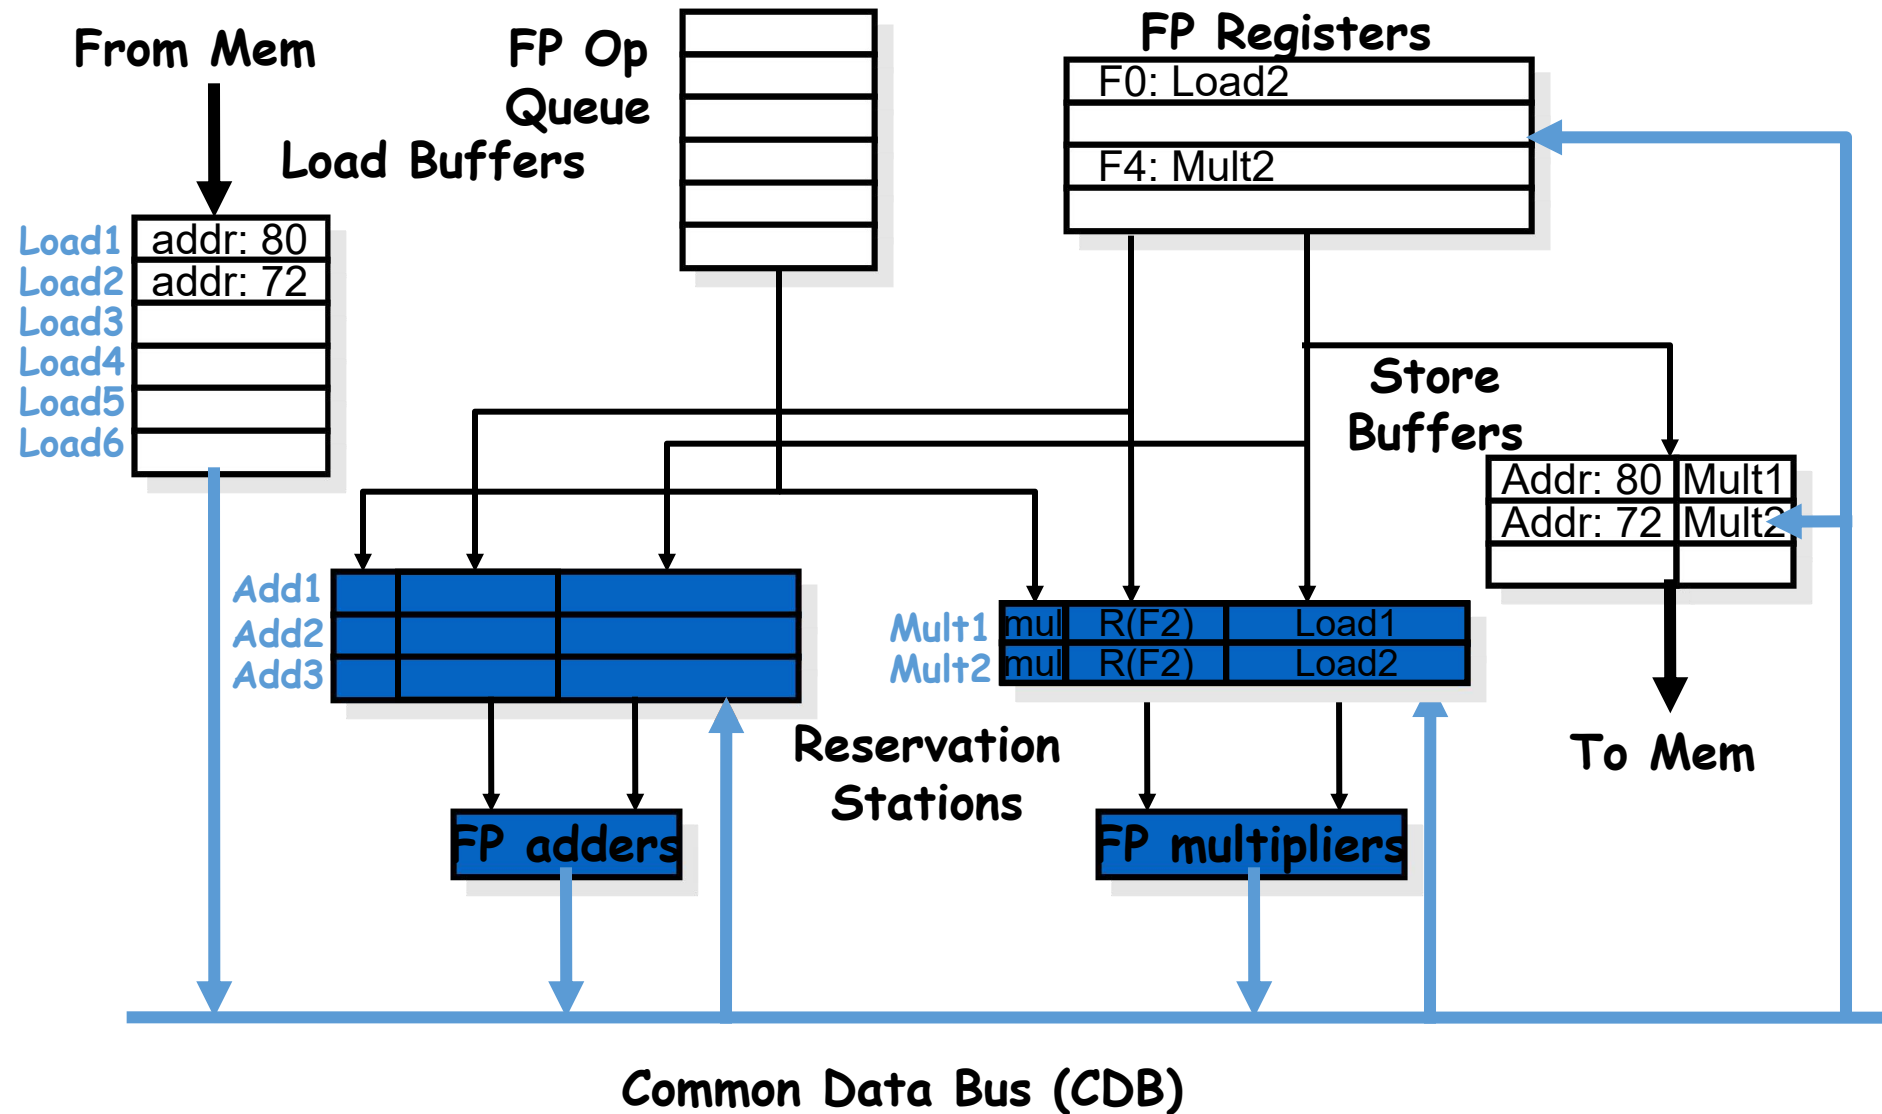 From Mem
FP Op
Queue
FP Registers
F0: Load2
F4: Mult2
Load Buffers
Load1 addr: 80
Load2 addr: 72
Load3
Load4
Load5
Load6
Store
Buffers
Addr: 80 Mult1
Addr: 72 Mult2
Add1
Add2
Add3
Mult1 mul R(F2) Load1
Mult2 mul R(F2) Load2
Reservation
Stations
To Mem
FP adders
FP multipliers
Common Data Bus (CDB)